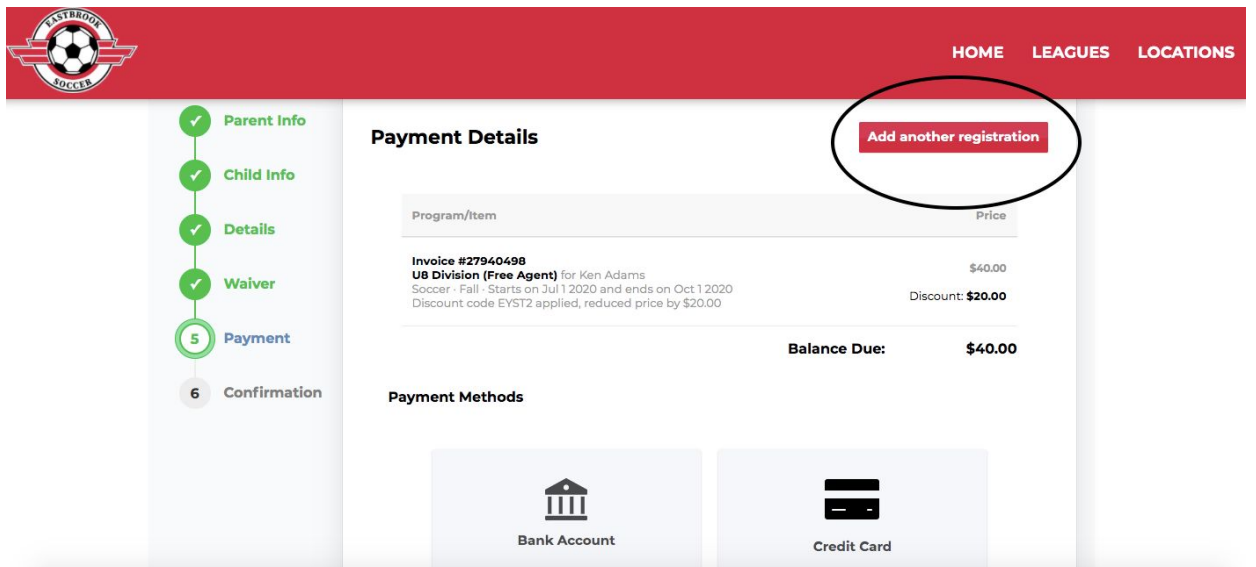 EASTBROOK
SOCCER
HOME LEAGUES LOCATIONS
Parent Info
Child Info
Details
Waiver
5 Payment
6 Confirmation
Payment Details
Add another registration
Program/Item Price
Invoice #27940498
U8 Division (Free Agent) for Ken Adams
$40.00
Soccer · Fall · Starts on Jul 1 2020 and ends on Oct 1 2020
Discount code EYST2 applied, reduced price by $20.00
Discount: $20.00
Balance Due: $40.00
Payment Methods
Bank Account
Credit Card